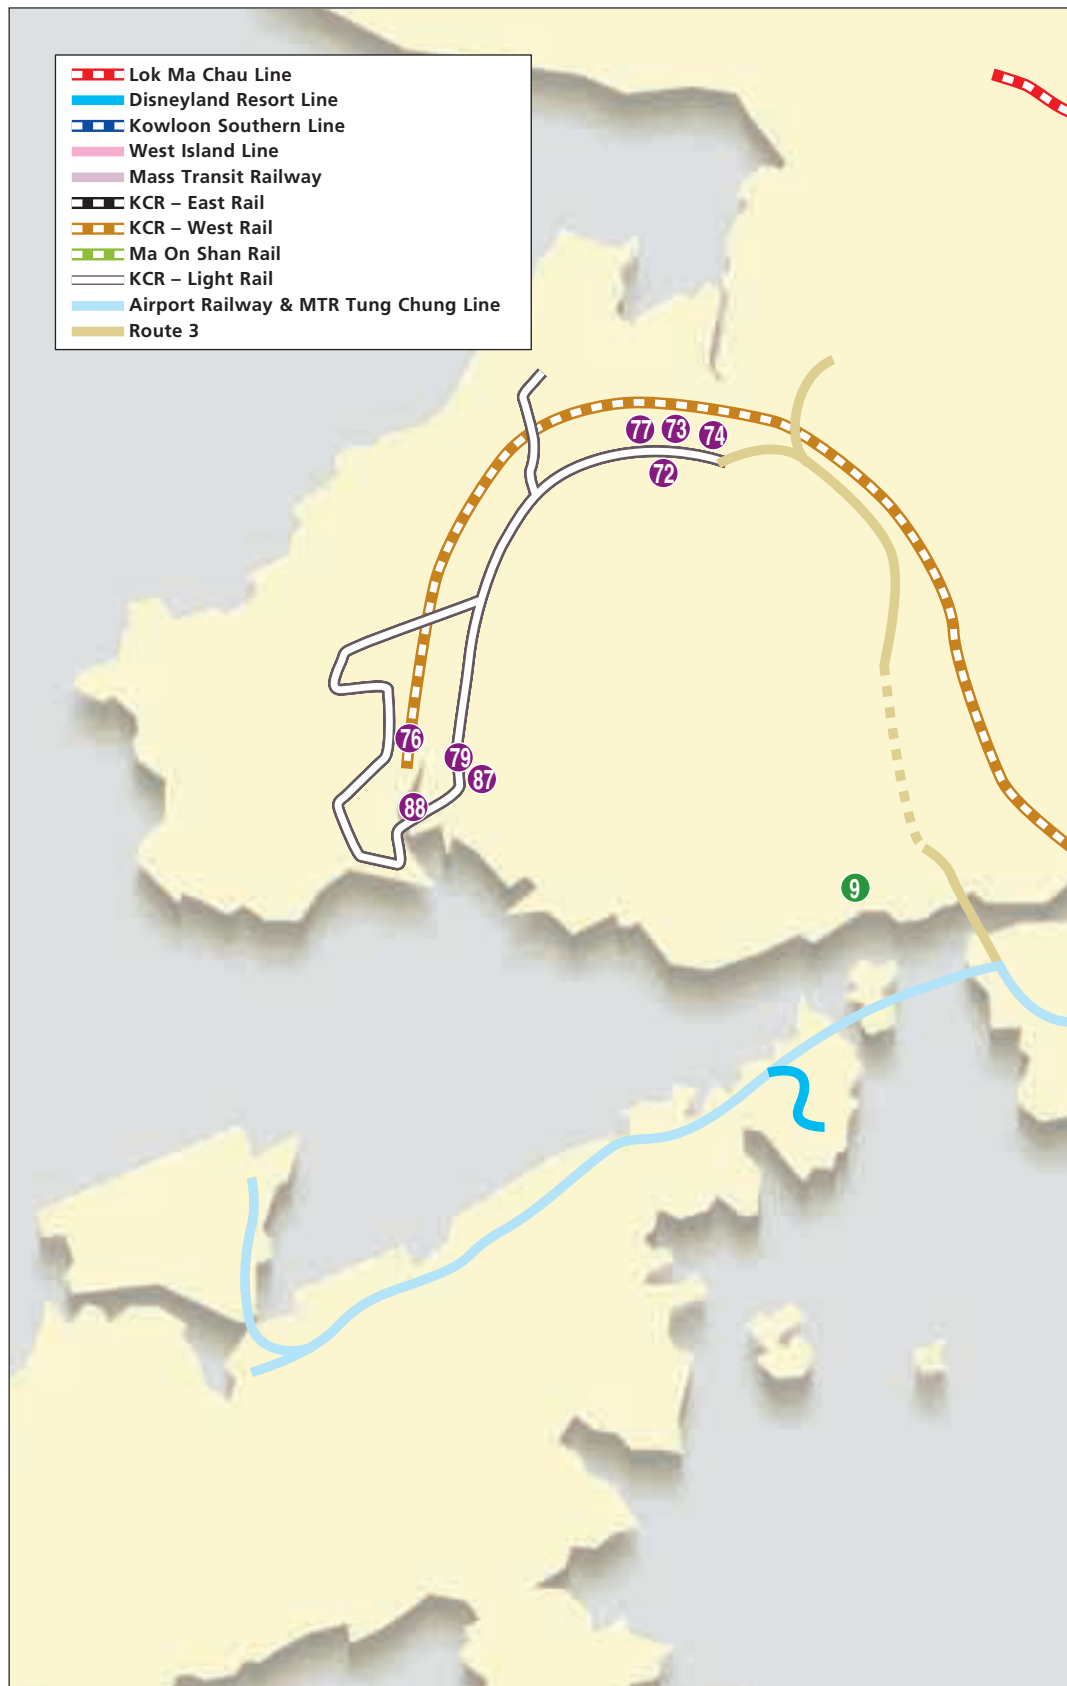 Lok Ma Chau Line
Disneyland Resort Line
Kowloon Southern Line
West Island Line
Mass Transit Railway
KCR – East Rail
KCR – West Rail
Ma On Shan Rail
KCR – Light Rail
Airport Railway & MTR Tung Chung Line
Route 3
77 73 74
72
76
79
87
88
9